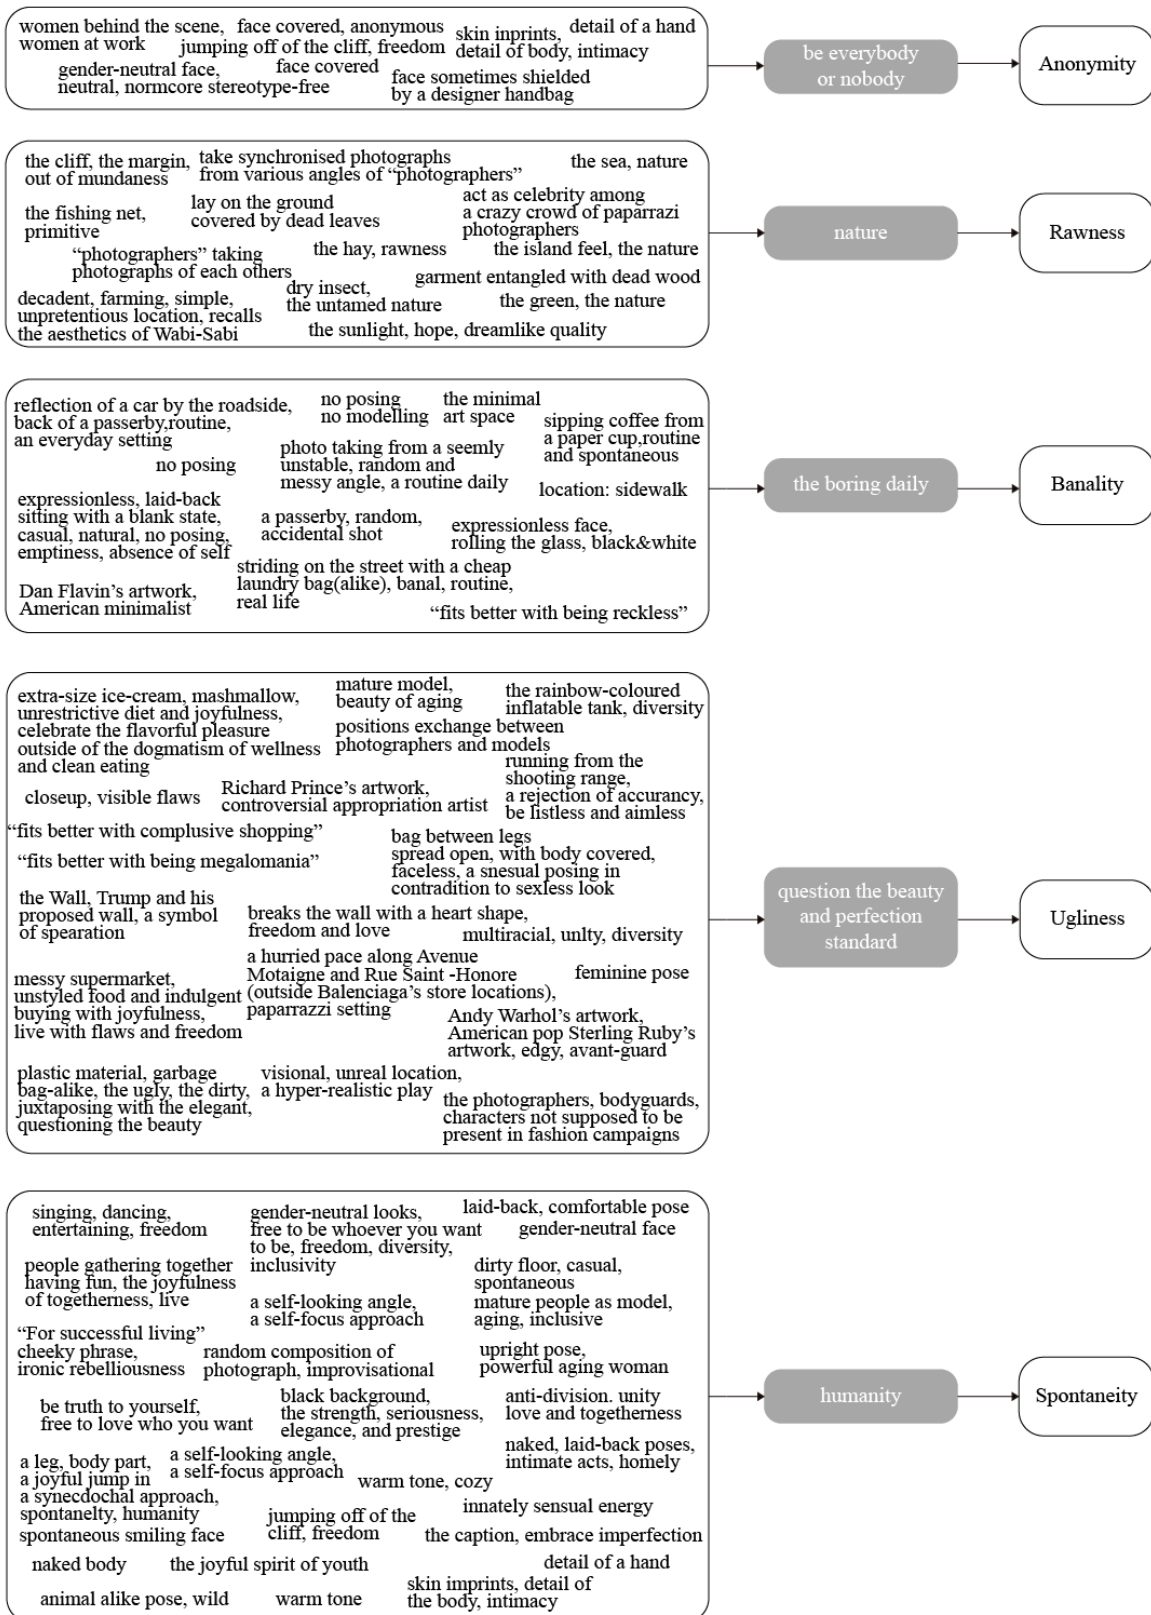 women behind the scene,
women at work
face covered, anonymous
skin inprints,
detail of body, intimacy
detail of a hand
jumping off of the cliff, freedom
gender-neutral face,
neutral, normcore stereotype-free
face covered
face sometimes shielded
by a designer handbag
be everybody
or nobody
Anonymity
the cliff, the margin,
out of mundaness
take synchronised photographs
from various angles of “photographers”
the sea, nature
the fishing net,
primitive
lay on the ground
covered by dead leaves
act as celebrity among
a crazy crowd of paparrazi
photographers
“photographers” taking
photographs of each others
the hay, rawness
the island feel, the nature
garment entangled with dead wood
decadent, farming, simple,
unpretentious location, recalls
the aesthetics of Wabi-Sabi
dry insect,
the untamed nature
the green, the nature
the sunlight, hope, dreamlike quality
nature
Rawness
reflection of a car by the roadside,
back of a passerby,routine,
an everyday setting
no posing
no modelling
the minimal
art space
sipping coffee from
a paper cup,routine
and spontaneous
no posing
photo taking from a seemly
unstable, random and
messy angle, a routine daily
location: sidewalk
expressionless, laid-back
sitting with a blank state,
casual, natural, no posing,
emptiness, absence of self
a passerby, random,
accidental shot
expressionless face,
rolling the glass, black&white
striding on the street with a cheap
laundry bag(alike), banal, routine,
real life
Dan Flavin’s artwork,
American minimalist
“fits better with being reckless”
the boring daily
Banality
extra-size ice-cream, mashmallow,
unrestrictive diet and joyfulness,
celebrate the flavorful pleasure
outside of the dogmatism of wellness
and clean eating
mature model,
beauty of aging
the rainbow-coloured
inflatable tank, diversity
positions exchange between
photographers and models
running from the
shooting range,
a rejection of accurancy,
be listless and aimless
closeup, visible flaws
Richard Prince’s artwork,
controversial appropriation artist
“fits better with complusive shopping”
“fits better with being megalomania”
bag between legs
spread open, with body covered,
faceless, a snesual posing in
contradition to sexless look
the Wall, Trump and his
proposed wall, a symbol
of spearation
breaks the wall with a heart shape,
freedom and love
multiracial, unlty, diversity
a hurried pace along Avenue
Motaigne and Rue Saint -Honore
(outside Balenciaga’s store locations),
paparrazzi setting
feminine pose
messy supermarket,
unstyled food and indulgent
buying with joyfulness,
live with flaws and freedom
Andy Warhol’s artwork,
American pop Sterling Ruby’s
artwork, edgy, avant-guard
plastic material, garbage
bag-alike, the ugly, the dirty,
juxtaposing with the elegant,
questioning the beauty
visional, unreal location,
a hyper-realistic play
the photographers, bodyguards,
characters not supposed to be
present in fashion campaigns
question the beauty
and perfection
standard
Ugliness
singing, dancing,
entertaining, freedom
gender-neutral looks,
free to be whoever you want
to be, freedom, diversity,
inclusivity
laid-back, comfortable pose
gender-neutral face
people gathering together
having fun, the joyfulness
of togetherness, live
dirty floor, casual,
spontaneous
a self-looking angle,
a self-focus approach
mature people as model,
aging, inclusive
“For successful living”
cheeky phrase,
ironic rebelliousness
random composition of
photograph, improvisational
upright pose,
powerful aging woman
be truth to yourself,
free to love who you want
black background,
the strength, seriousness,
elegance, and prestige
anti-division. unity
love and togetherness
a leg, body part,
a joyful jump in
a synecdochal approach,
spontanelty, humanity
a self-looking angle,
a self-focus approach
naked, laid-back poses,
intimate acts, homely
warm tone, cozy
innately sensual energy
spontaneous smiling face
jumping off of the
cliff, freedom
the caption, embrace imperfection
naked body
the joyful spirit of youth
detail of a hand
animal alike pose, wild
warm tone
skin imprints, detail of
the body, intimacy
humanity
Spontaneity